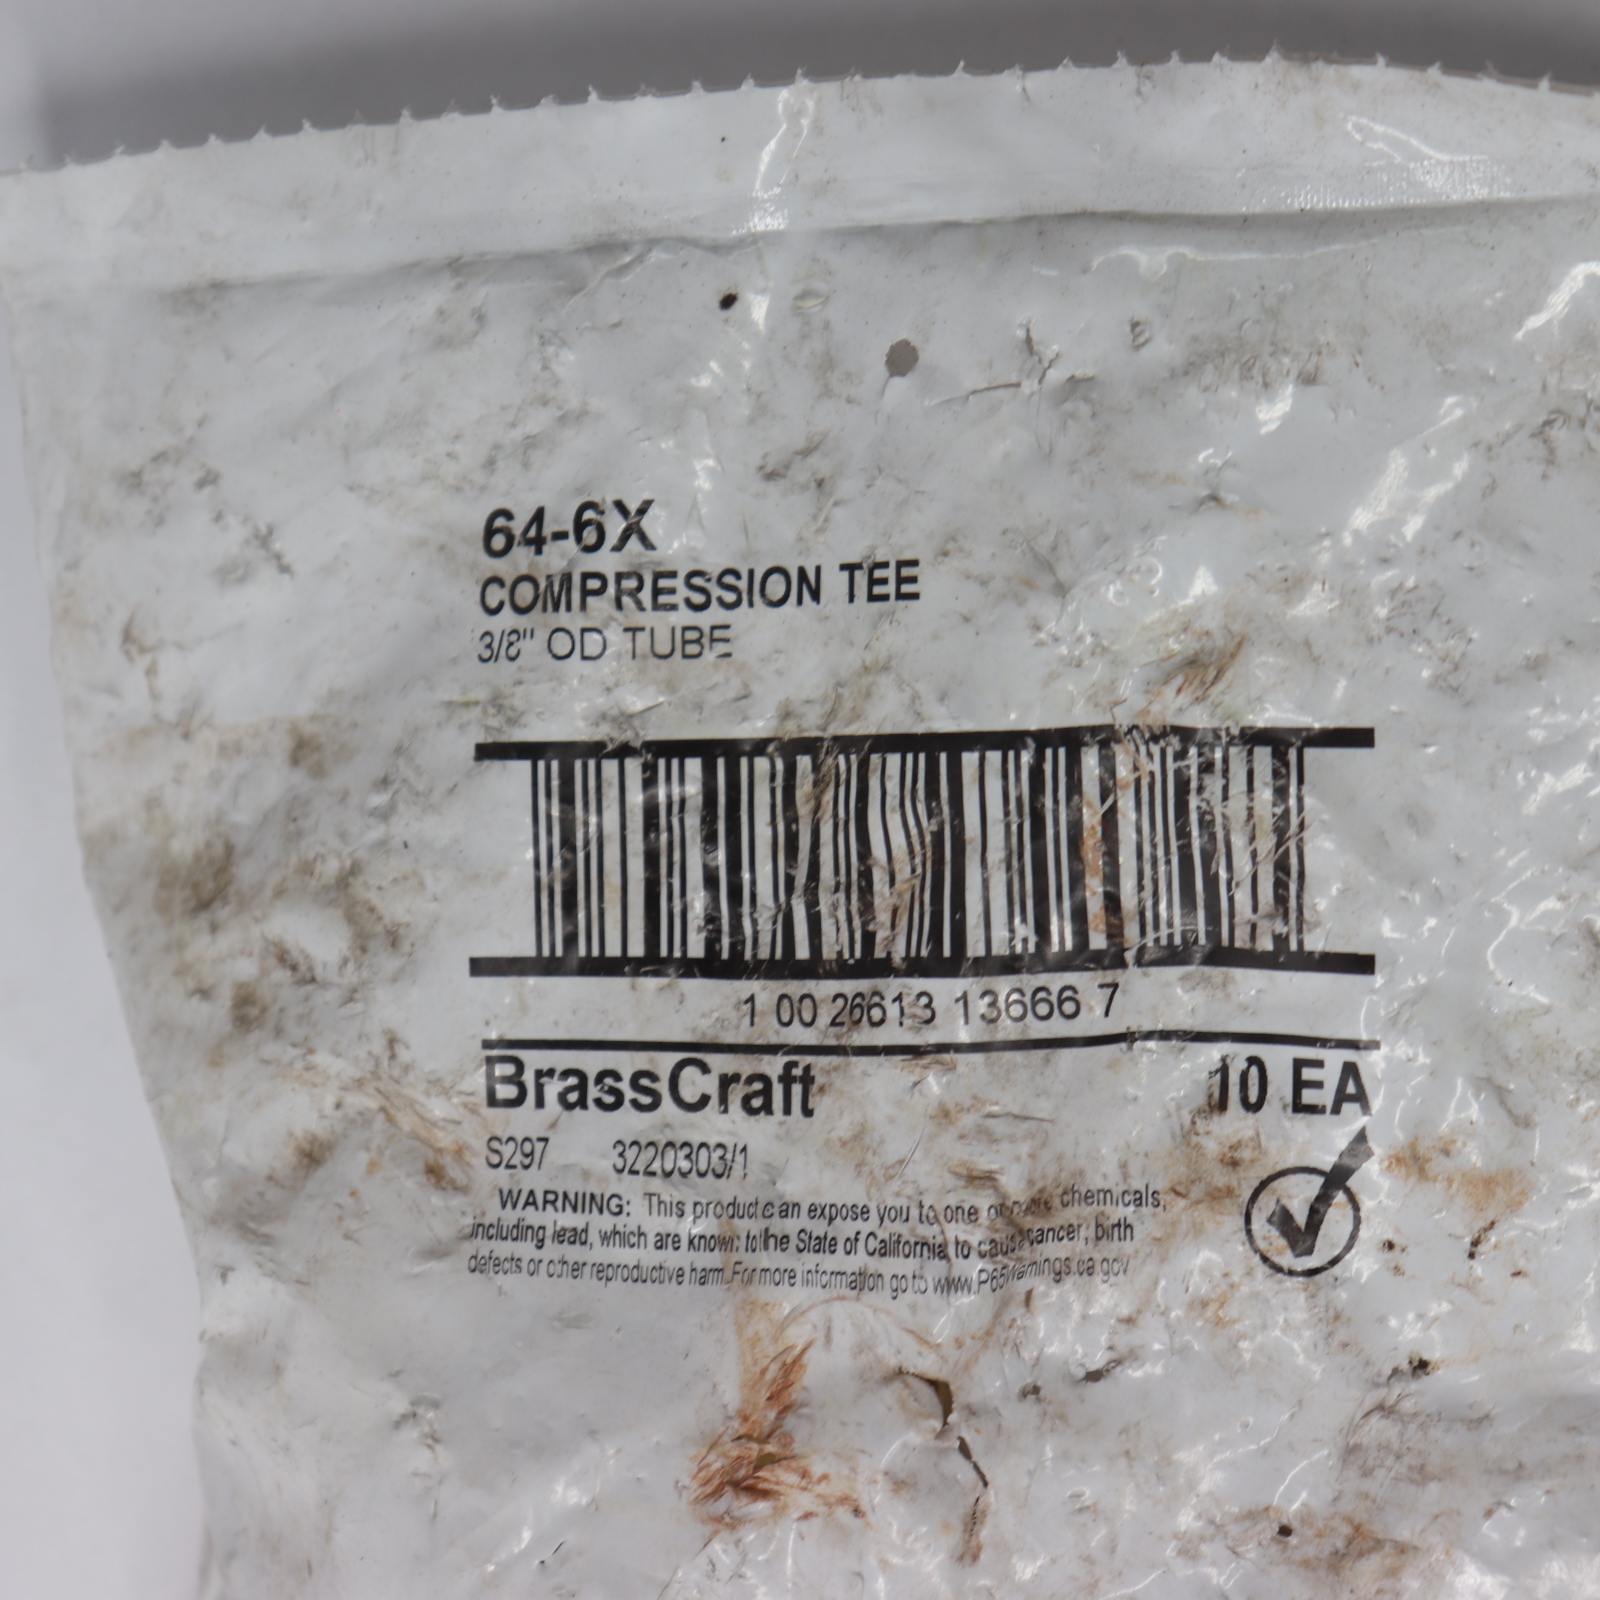 64-6X
COMPRESSION TEE
3/8" OD TUBE
1 00 26613 13666 7
BrassCraft 10 EA
S297 3220303/1
WARNING: This product can expose you to one or more chemicals,
including lead, which are known to the State of California to cause cancer, birth
defects or other reproductive harm. For more information go to www.P65Warnings.ca.gov